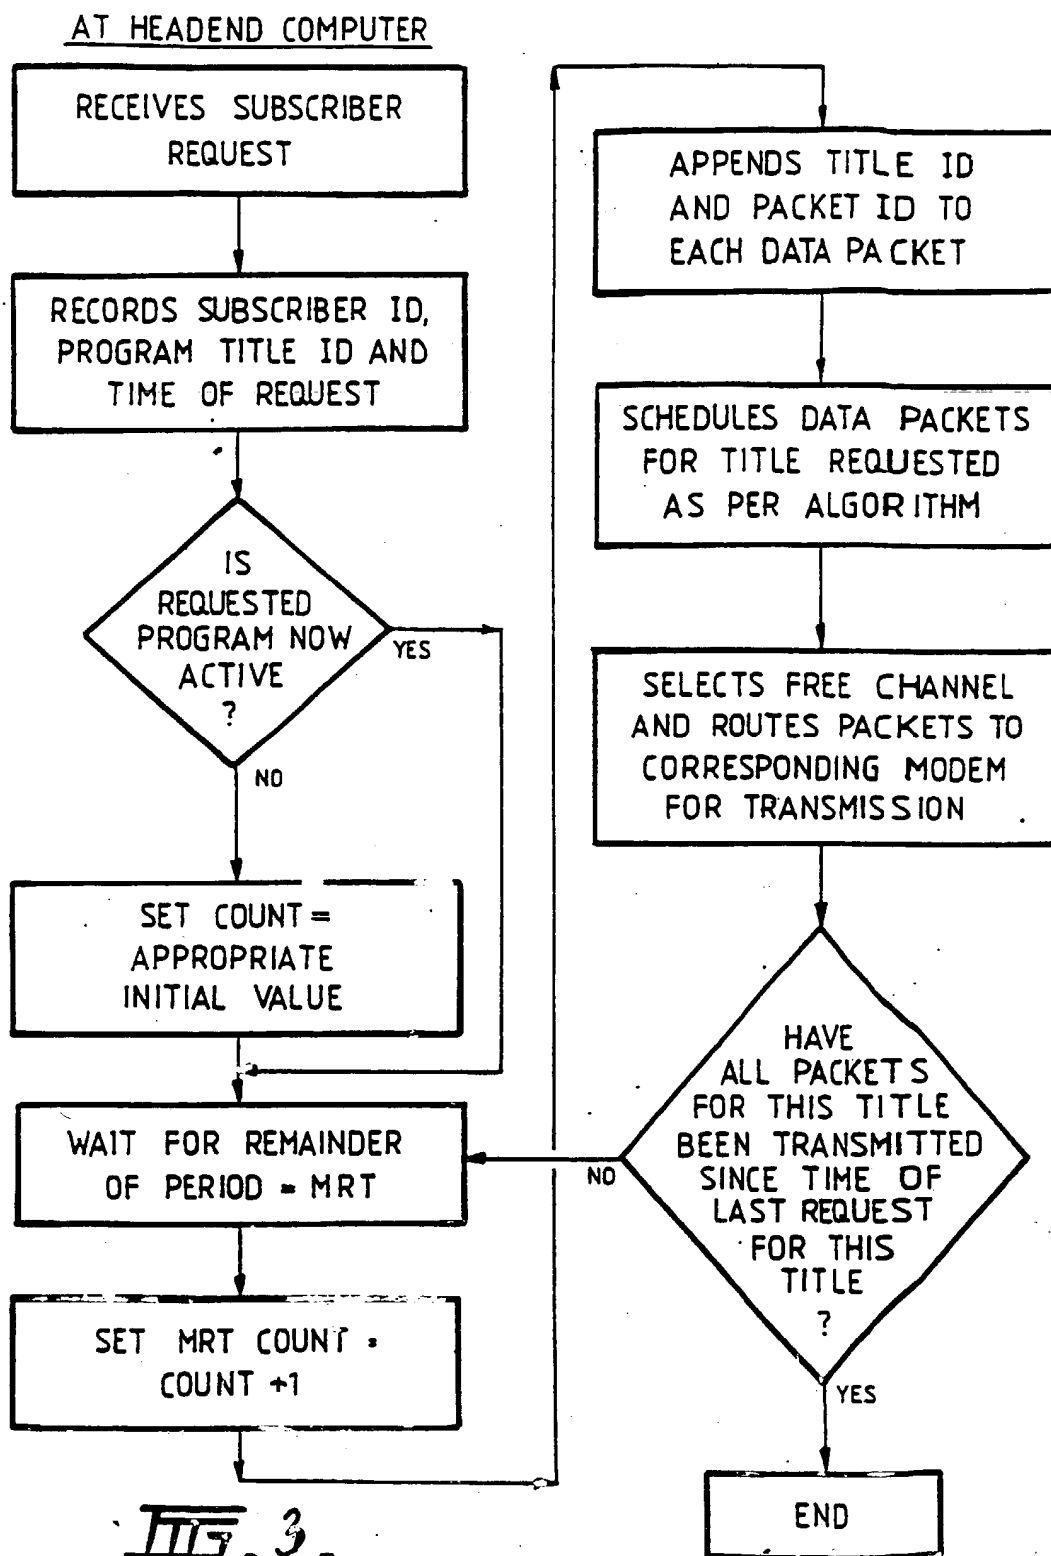 AT HEADEND COMPUTER
RECEIVES SUBSCRIBER
REQUEST
RECORDS SUBSCRIBER ID,
PROGRAM TITLE ID AND
TIME OF REQUEST
IS
REQUESTED
PROGRAM NOW
ACTIVE
?
YES
NO
SET COUNT =
APPROPRIATE
INITIAL VALUE
WAIT FOR REMAINDER
OF PERIOD = MRT
SET MRT COUNT =
COUNT +1
APPENDS TITLE ID
AND PACKET ID TO
EACH DATA PACKET
SCHEDULES DATA PACKETS
FOR TITLE REQUESTED
AS PER ALGORITHM
SELECTS FREE CHANNEL
AND ROUTES PACKETS TO
CORRESPONDING MODEM
FOR TRANSMISSION
HAVE
ALL PACKETS
FOR THIS TITLE
BEEN TRANSMITTED
SINCE TIME OF
LAST REQUEST
FOR THIS
TITLE
?
NO
YES
END
FIG. 3.